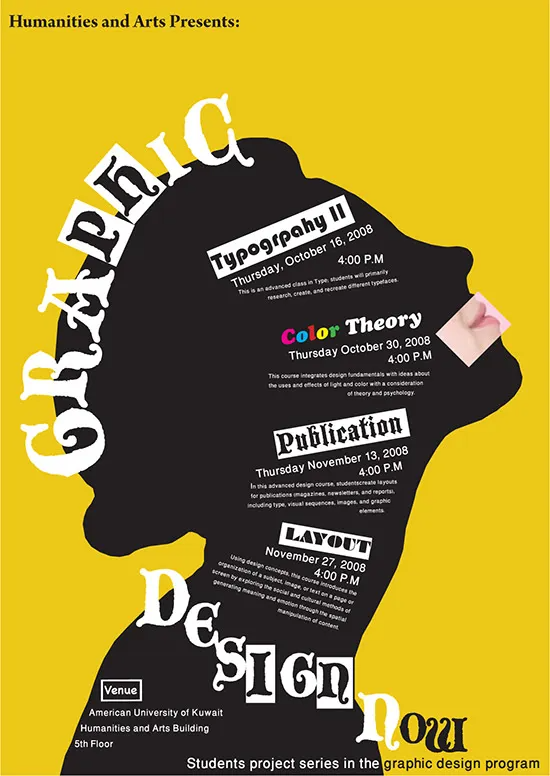 Humanities and Arts Presents:
GRAPHIC
Typogrpahy II
Thursday, October 16, 2008
4:00 P.M
This is an advanced class in Type, students will primarily
research, create, and recreate different typefaces.
Color Theory
Thursday October 30, 2008
4:00 P.M
This course integrates design fundamentals with ideas about
the uses and effects of light and color with a consideration
of theory and psychology.
Publication
Thursday November 13, 2008
4:00 P.M
In this advanced design course, studentscreate layouts
for publications (magazines, newsletters, and reports),
including type, visual sequences, images, and graphic
elements.
LAYOUT
November 27, 2008
4:00 P.M
Using design concepts, this course introduces the
organization of a subject, image, or text on a page or
screen by exploring the social and cultural methods of
generating meaning and emotion through the spatial
manipulation of content.
DESIGN
NOW
Venue
American University of Kuwait
Humanities and Arts Building
5th Floor
Students project series in the graphic design program